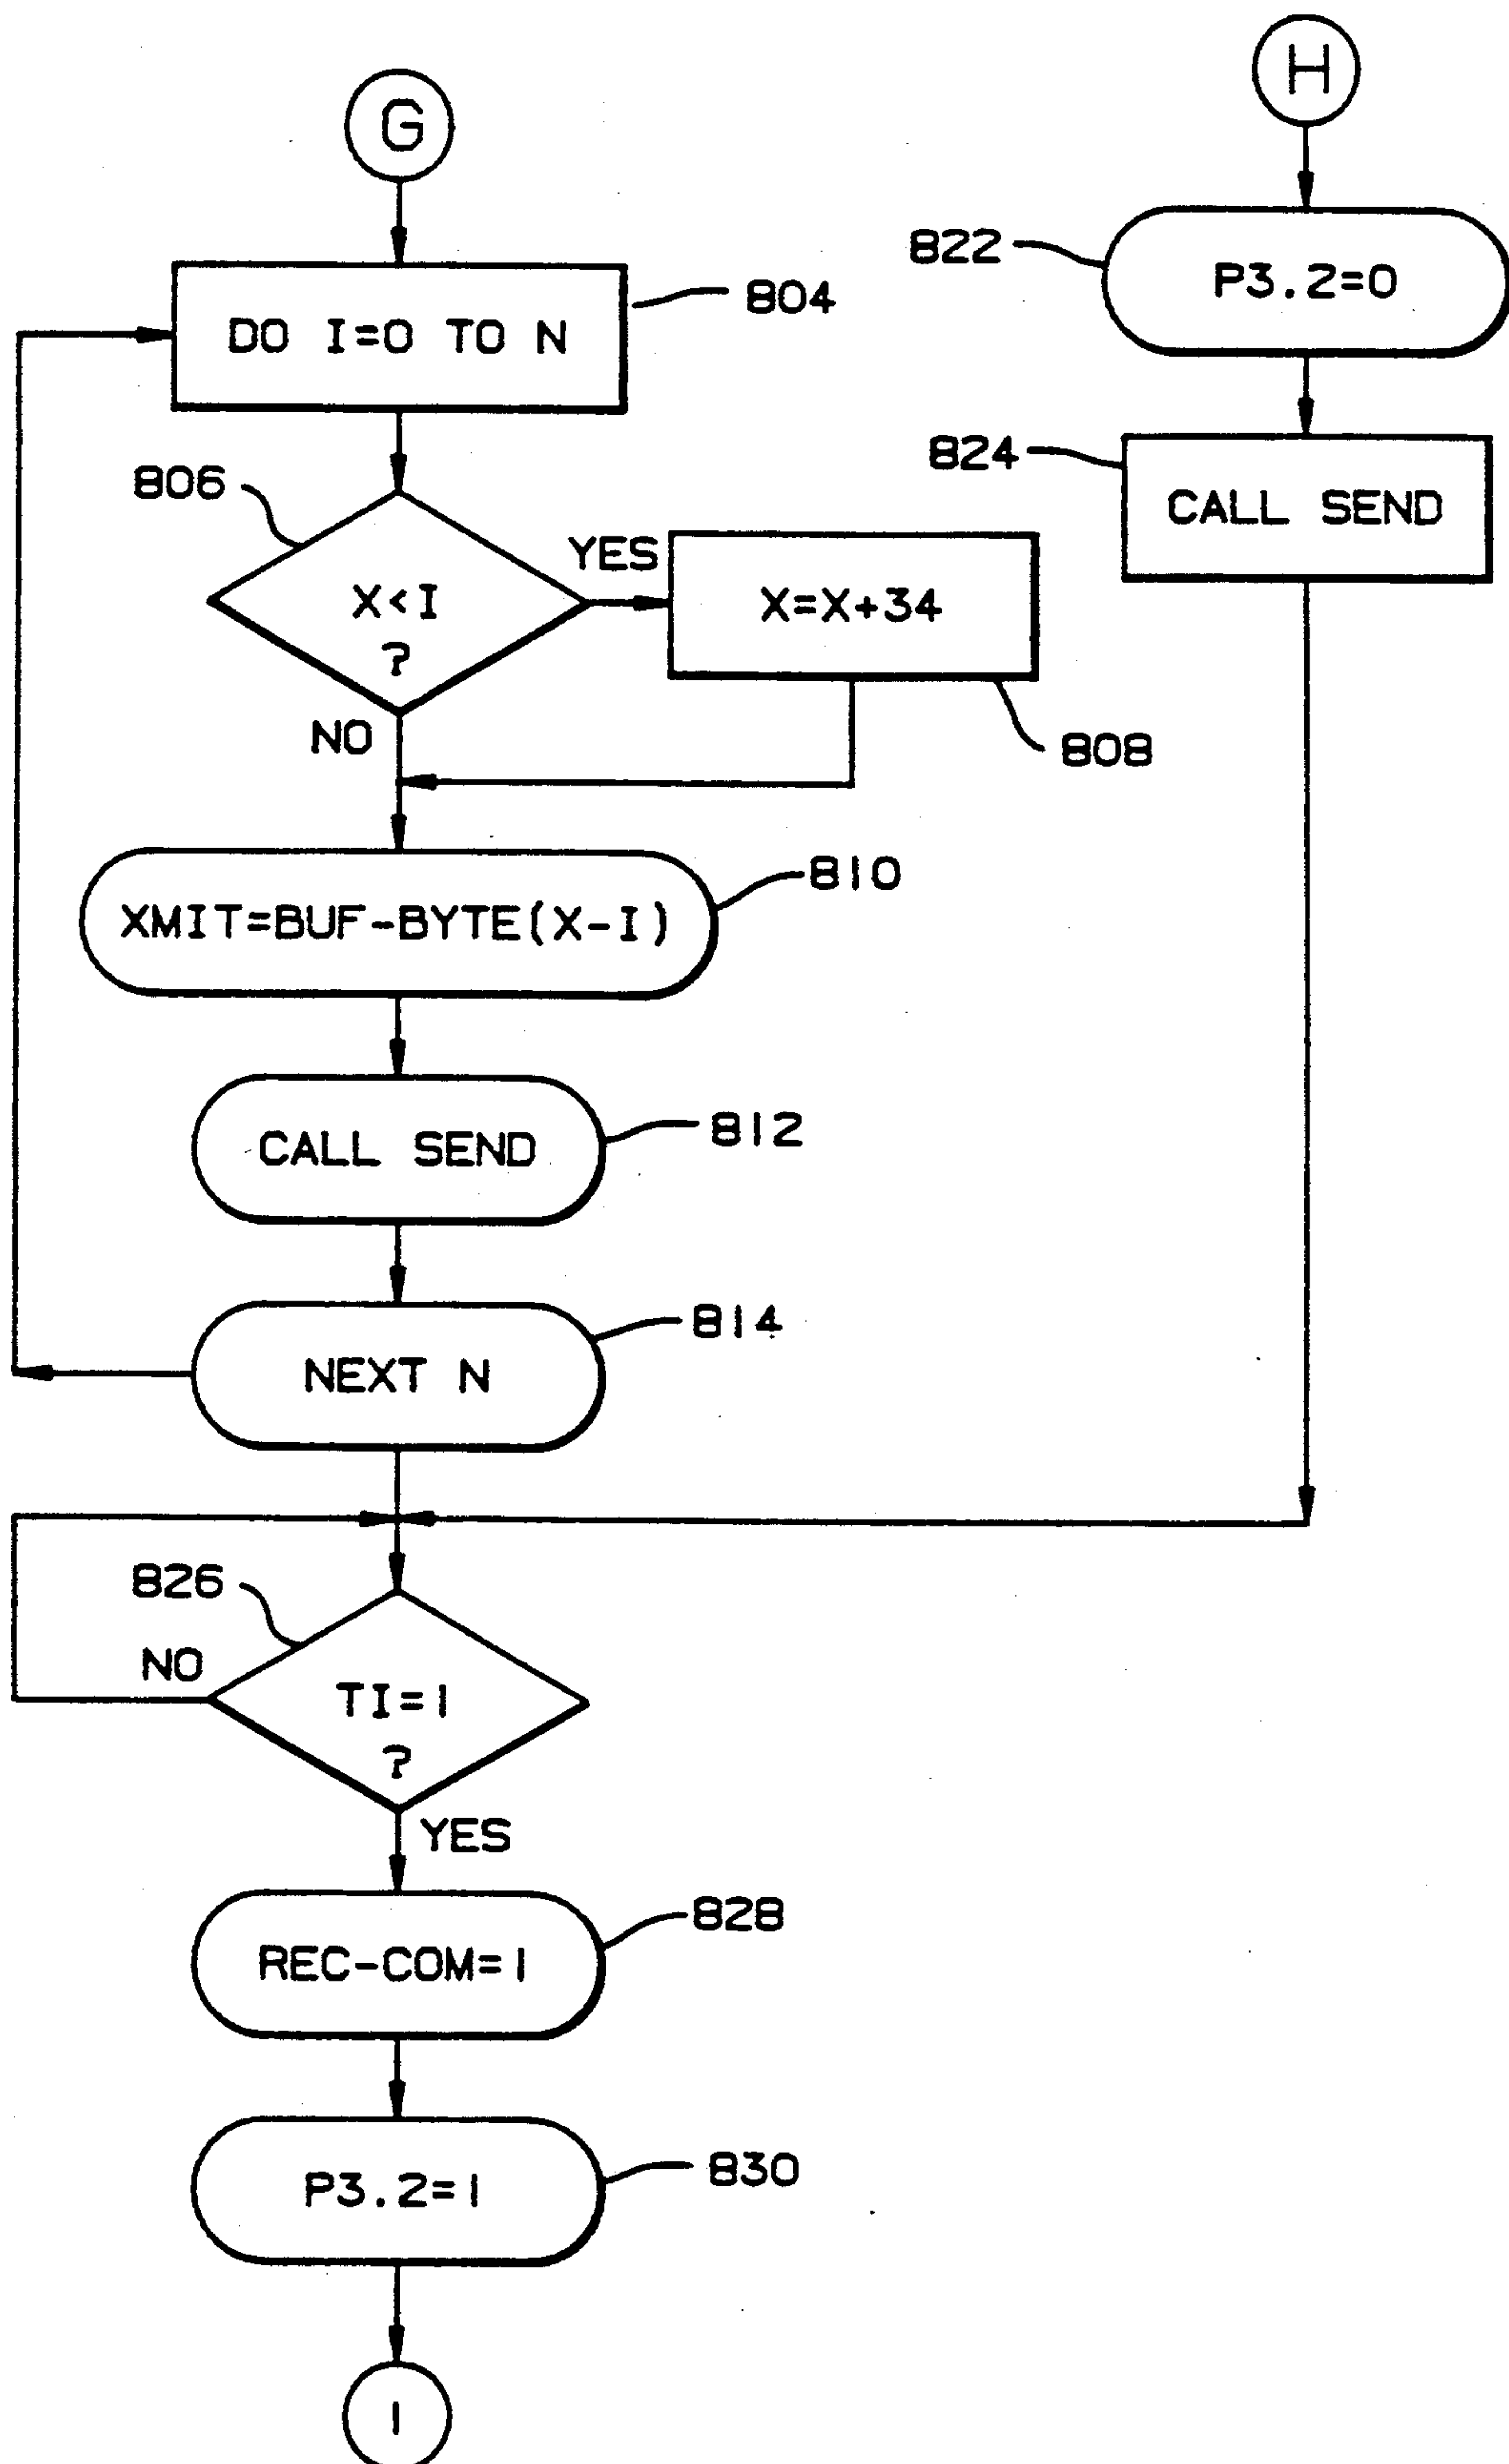 G
H
822
P3.2=0
804
DO I=0 TO N
824
CALL SEND
806
X<I
?
YES
X=X+34
NO
808
810
XMIT=BUF-BYTE(X-I)
812
CALL SEND
814
NEXT N
826
NO
TI=1
?
YES
828
REC-COM=1
830
P3.2=1
I